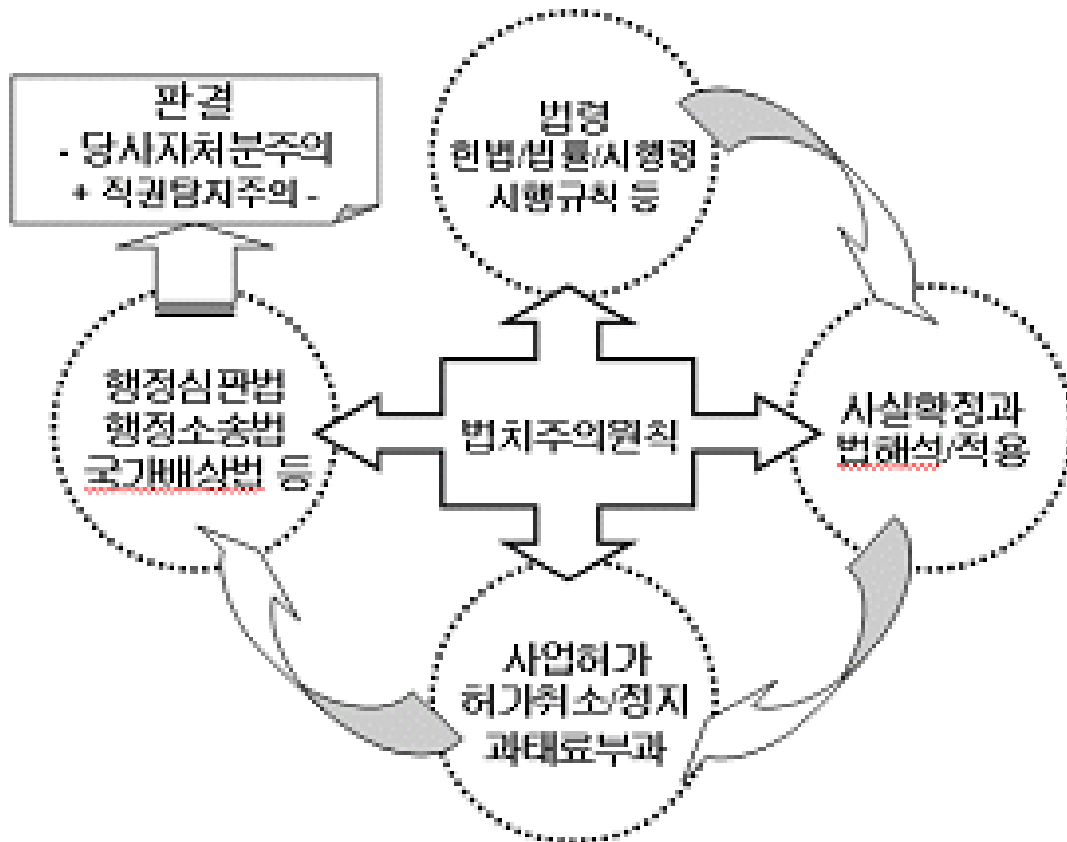 판결
- 당사자처분주의
+ 직권탐지주의 -
법령
헌법/법률/시행령
시행규칙 등
행정심판법
행정소송법
국가배상법 등
법치주의원칙
사실확정과
법해석/적용
사업허가
허가취소/정지
과태료부과